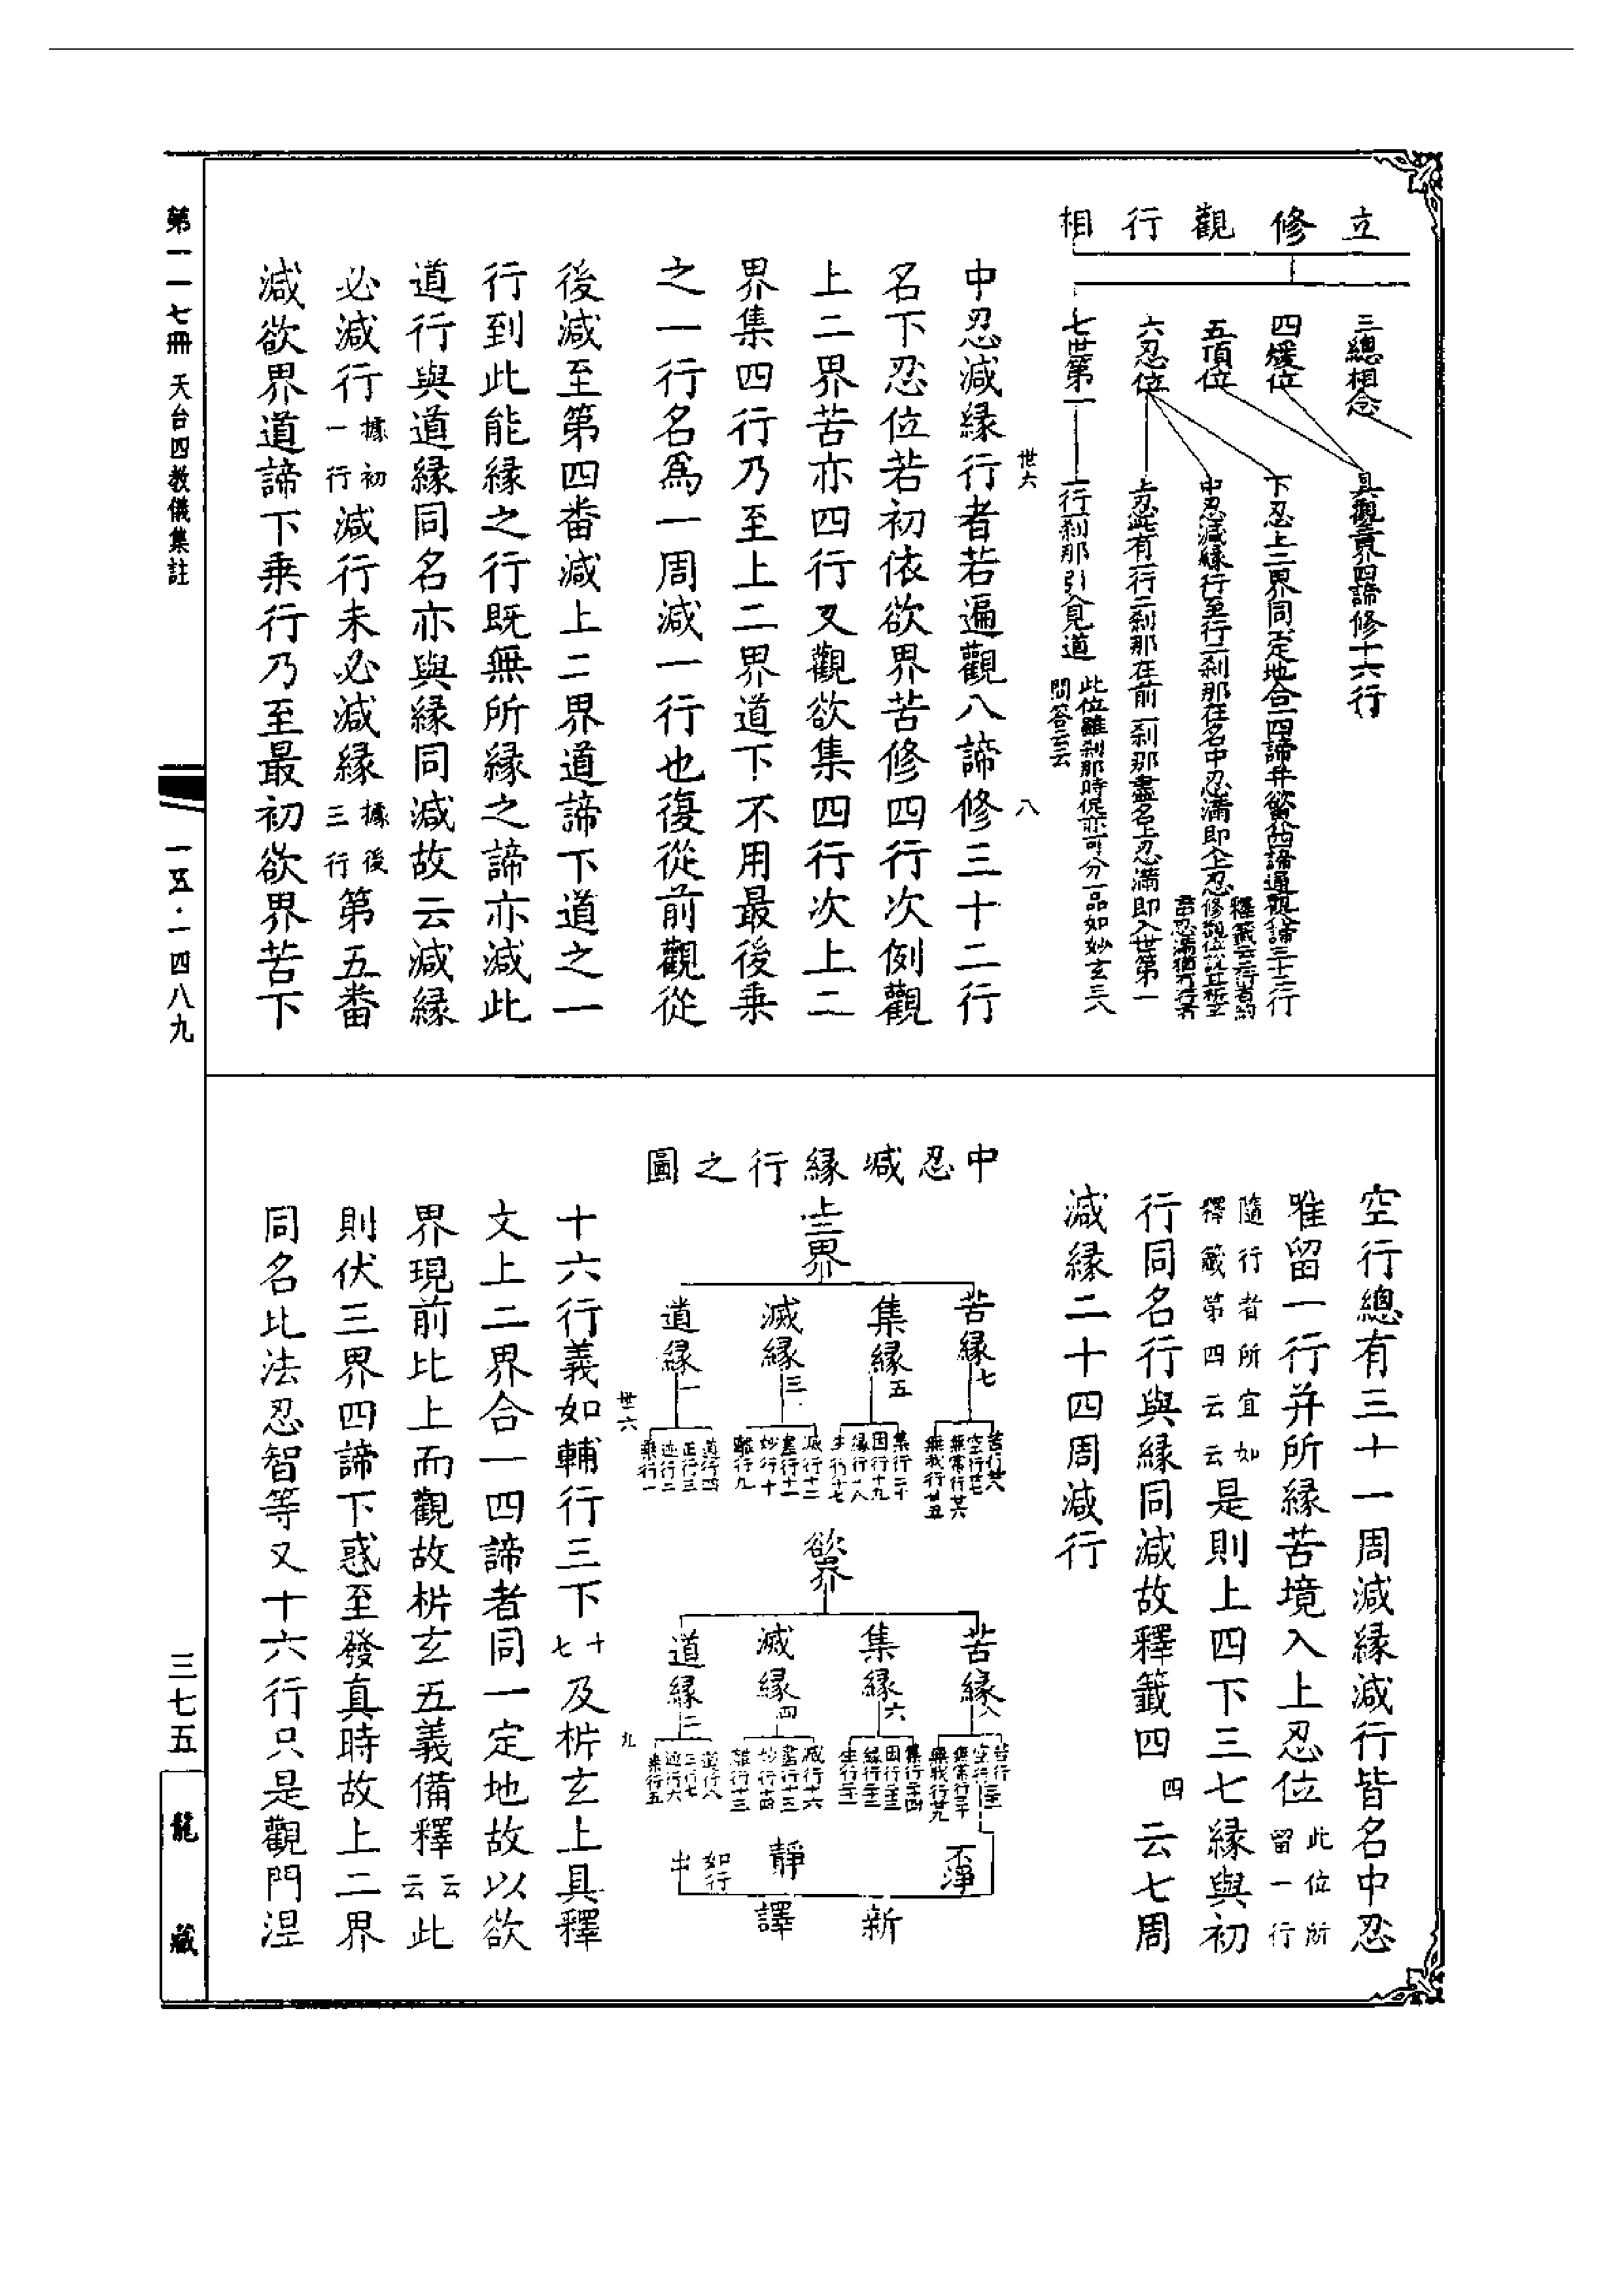 立修觀行相
三總相念
四煖位
五頂位
六忍位
七世第一
具觀三界四諦修十六行
下忍上二界同一定地合一四諦并欲界四諦通觀八諦三十二行
中忍減緣行至一行二剎那在名中忍滿即入上忍
上忍此有一行二剎那在前一剎那盡名上忍滿即入世第一
一行一剎那引入見道
此位雖剎那時促亦可分品如妙玄三八
問答云云
世六
八
中忍減緣行者若遍觀八諦修三十二行
名下忍位若初依欲界苦修四行次例觀
上二界苦亦四行又觀欲集四行次上二
界集四行乃至上二界道下不用最後乘
之一行名爲一周減一行也復從前觀從
後減至第四番減上二界道諦下道之一
行到此能緣之行既無所緣之諦亦減此
道行與道緣同名亦與緣同減故云減緣
必減行據初一行減行未必減緣據後三行第五番
減欲界道諦下乘行乃至最初欲界苦下
第一一七冊 天台四教儀集註
一五·一四八九
空行總有三十一周減緣減行皆名中忍
唯留一行并所緣苦境入上忍位此位所留一行
隨行者所宜如釋籤第四云云是則上四下三七緣與初
行同名行與緣同減故釋籤四四云七周
減緣二十四周減行
中忍減緣行之圖
上二界
苦緣七
集緣五
滅緣三
道緣一
苦行廿八
空行廿七
無常行廿六
無我行廿五
集行二十
因行十九
緣行十八
生行十七
滅行十二
盡行十一
妙行十
離行九
道行四
正行三
迹行二
乘行一
欲界
苦緣八
集緣六
滅緣四
道緣二
苦行
空行三十一
無常行三十
無我行廿九
集行二十四
因行二十三
緣行二十二
生行二十一
滅行十六
盡行十五
妙行十四
離行十三
道行八
正行七
迹行六
乘行五
不淨
靜
如行
出
新譯
世六
九
十六行義如輔行三下十七及栴玄上具釋
文上二界合一四諦者同一定地故以欲
界現前比上而觀故栴玄五義備釋云云此
則伏三界四諦下惑至發真時故上二界
同名比法忍智等又十六行只是觀門涅
三七五
龍藏